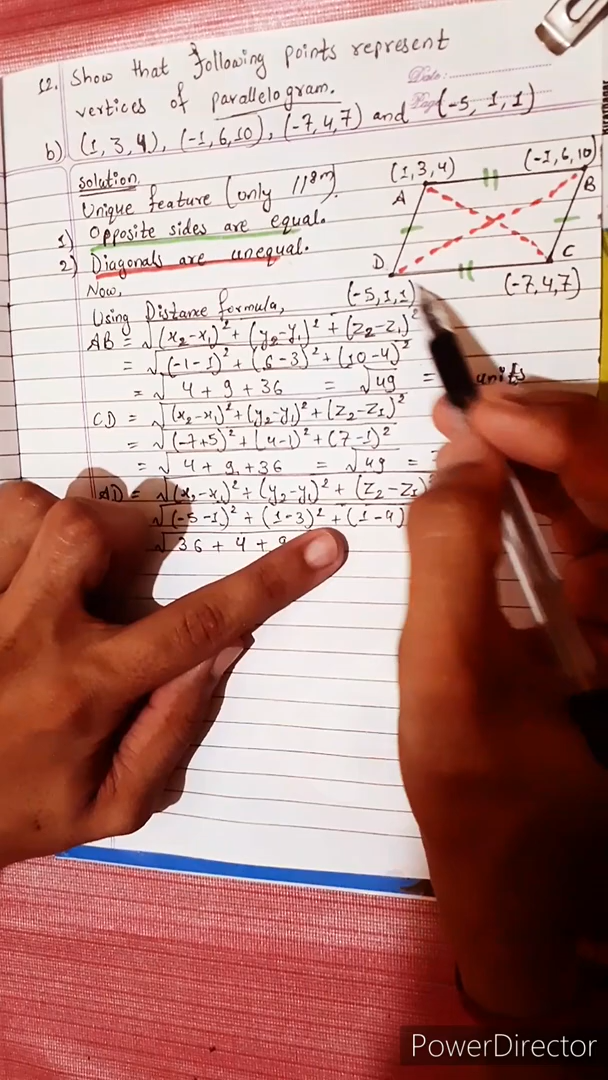 12. Show that following points represent
vertices of parallelogram.
Date:
Page
b) (1, 3, 4), (-1, 6, 10), (-7, 4, 7) and (-5, 1, 1)
solution
Unique feature (only ||gm)
1) Opposite sides are equal.
2) Diagonals are unequal.
(1, 3, 4)
(-1, 6, 10)
A
B
D
C
(-5, 1, 1)
(-7, 4, 7)
Now,
Using Distance formula,
AB = √(x₂-x₁)² + (y₂-y₁)² + (z₂-z₁)²
= √(-1-1)² + (6-3)² + (10-4)²
= √4 + 9 + 36 = √49 = units
CD = √(x₂-x₁)² + (y₂-y₁)² + (z₂-z₁)²
= √(-7+5)² + (4-1)² + (7-1)²
= √4 + 9 + 36 = √49 =
AD = √(x₂-x₁)² + (y₂-y₁)² + (z₂-z₁)
√(-5-1)² + (1-3)² + (1-4)
√36 + 4 + 9
PowerDirector